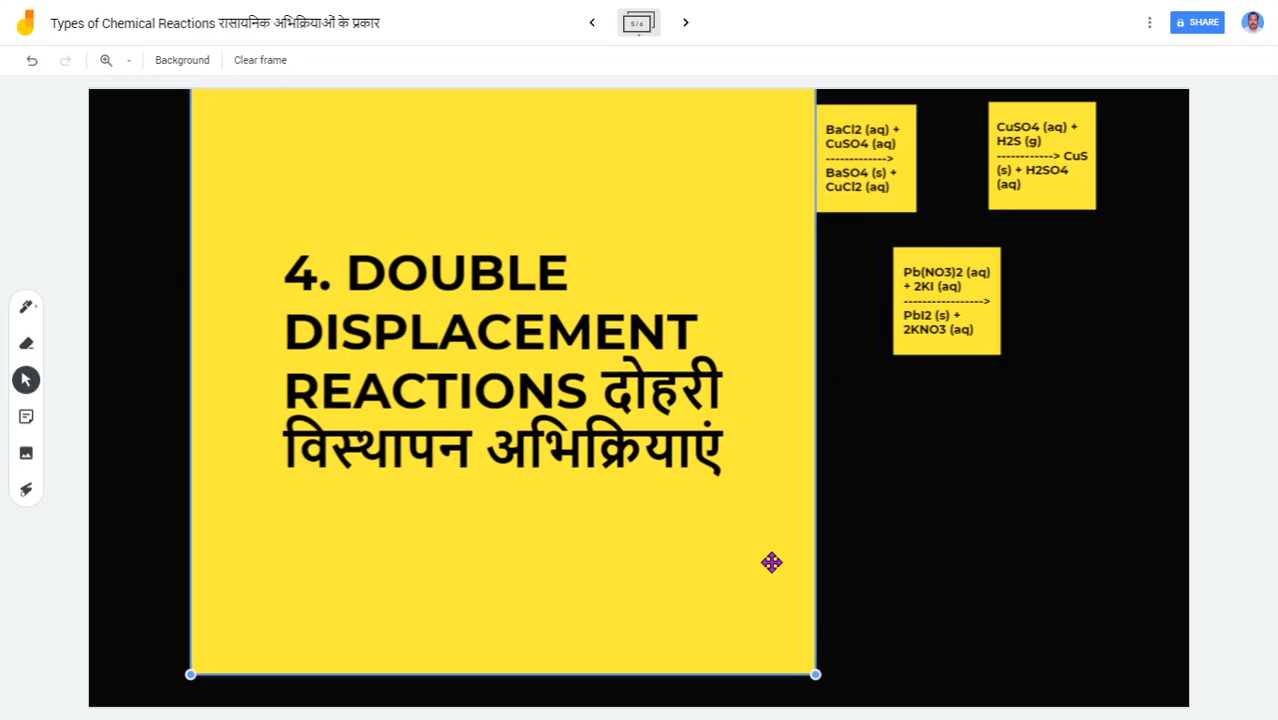 Types of Chemical Reactions रासायनिक अभिक्रियाओं के प्रकार
5 / 6
SHARE
Background
Clear frame
4. DOUBLE
DISPLACEMENT
REACTIONS दोहरी
विस्थापन अभिक्रियाएं
BaCl2 (aq) +
CuSO4 (aq)
------------->
BaSO4 (s) +
CuCl2 (aq)
CuSO4 (aq) +
H2S (g)
------------> CuS
(s) + H2SO4
(aq)
Pb(NO3)2 (aq)
+ 2KI (aq)
----------------->
PbI2 (s) +
2KNO3 (aq)